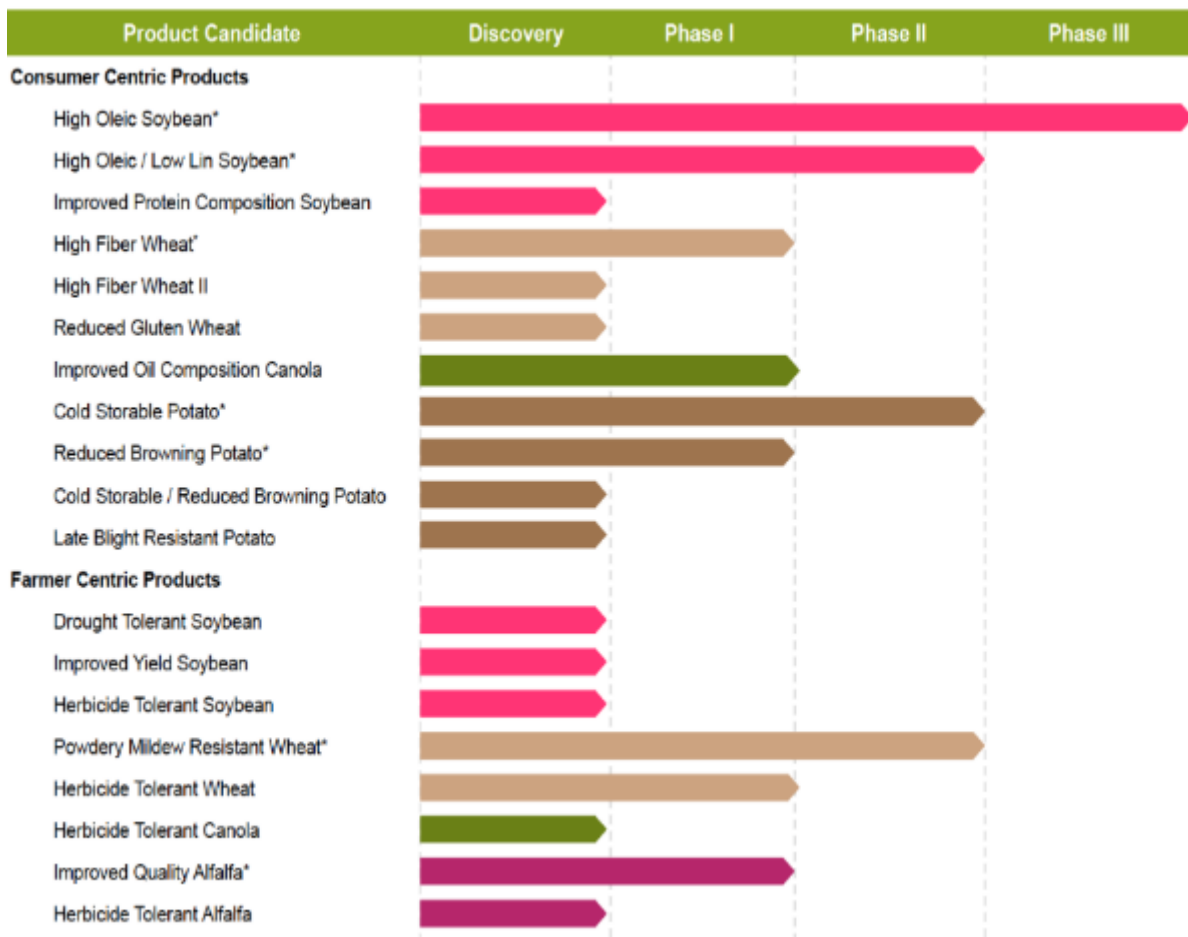 Product Candidate Discovery Phase I Phase II Phase III
Consumer Centric Products
High Oleic Soybean*
High Oleic / Low Lin Soybean*
Improved Protein Composition Soybean
High Fiber Wheat*
High Fiber Wheat II
Reduced Gluten Wheat
Improved Oil Composition Canola
Cold Storable Potato*
Reduced Browning Potato*
Cold Storable / Reduced Browning Potato
Late Blight Resistant Potato
Farmer Centric Products
Drought Tolerant Soybean
Improved Yield Soybean
Herbicide Tolerant Soybean
Powdery Mildew Resistant Wheat*
Herbicide Tolerant Wheat
Herbicide Tolerant Canola
Improved Quality Alfalfa*
Herbicide Tolerant Alfalfa